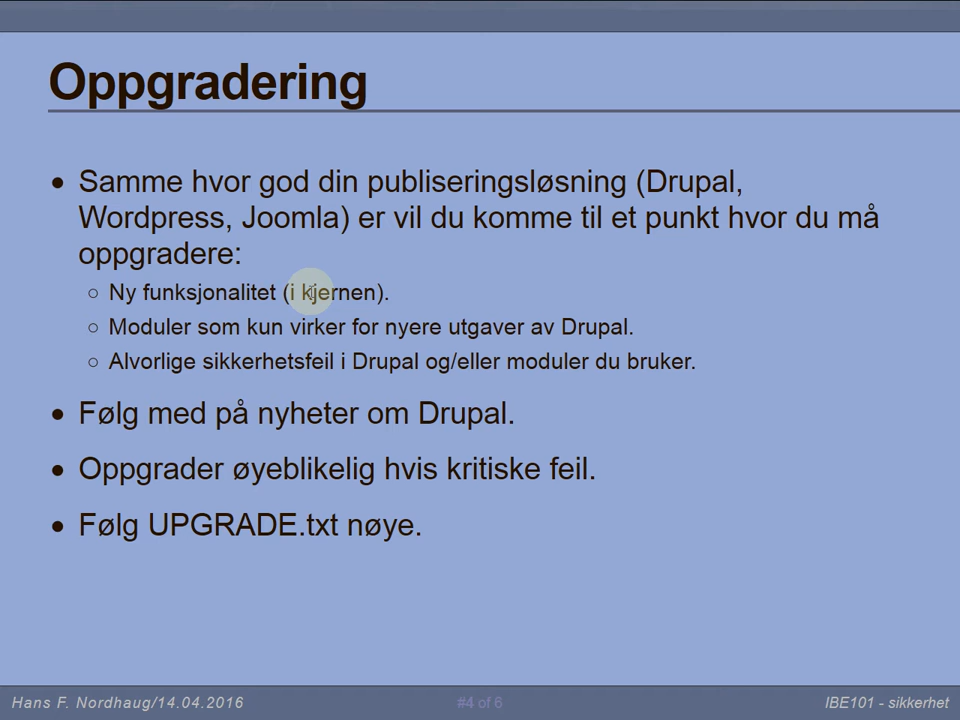 Oppgradering
Samme hvor god din publiseringsløsning (Drupal,
Wordpress, Joomla) er vil du komme til et punkt hvor du må
oppgradere:
Ny funksjonalitet (i kjernen).
Moduler som kun virker for nyere utgaver av Drupal.
Alvorlige sikkerhetsfeil i Drupal og/eller moduler du bruker.
Følg med på nyheter om Drupal.
Oppgrader øyeblikelig hvis kritiske feil.
Følg UPGRADE.txt nøye.
Hans F. Nordhaug/14.04.2016
#4 of 6
IBE101 - sikkerhet